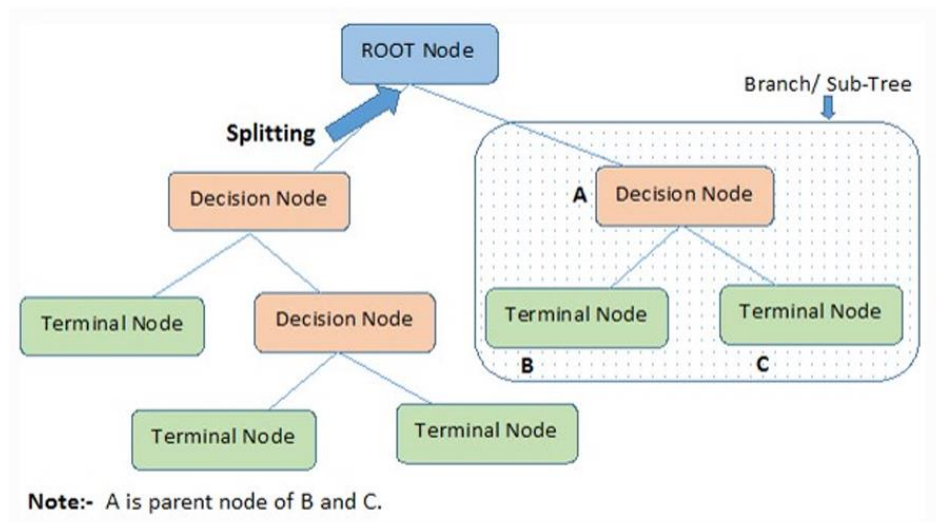 ROOT Node
Branch/ Sub-Tree
Splitting
Decision Node
A
Decision Node
Terminal Node
Decision Node
Terminal Node
Terminal Node
B
C
Terminal Node
Terminal Node
Note:- A is parent node of B and C.